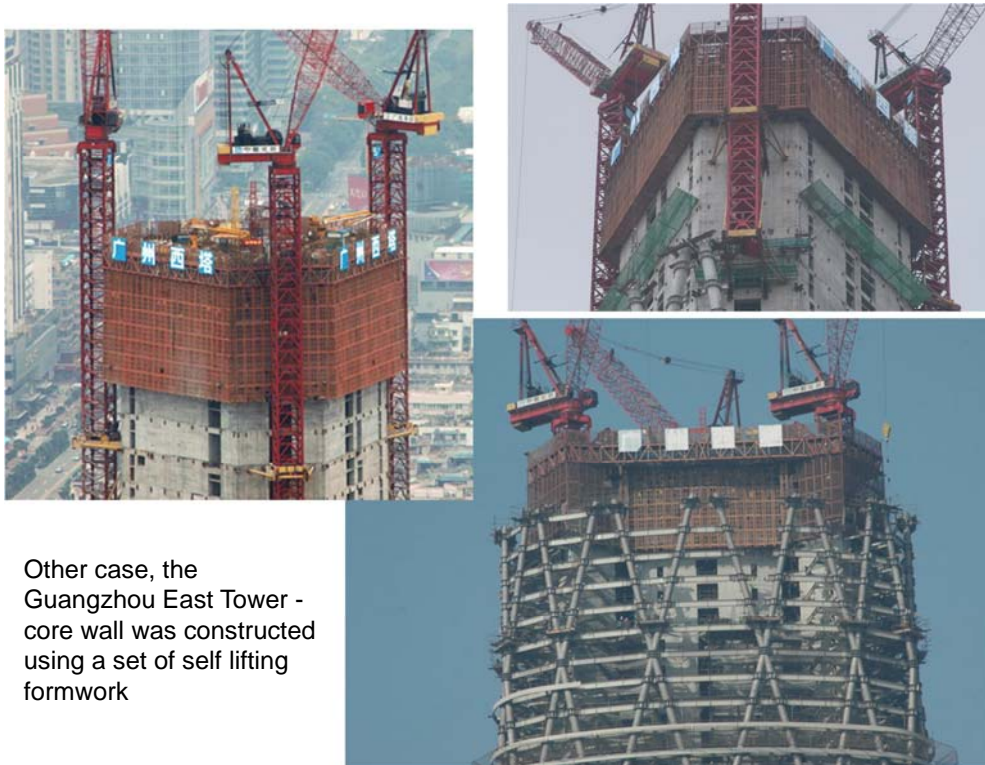 广州西塔
广州西塔
Other case, the
Guangzhou East Tower -
core wall was constructed
using a set of self lifting
formwork